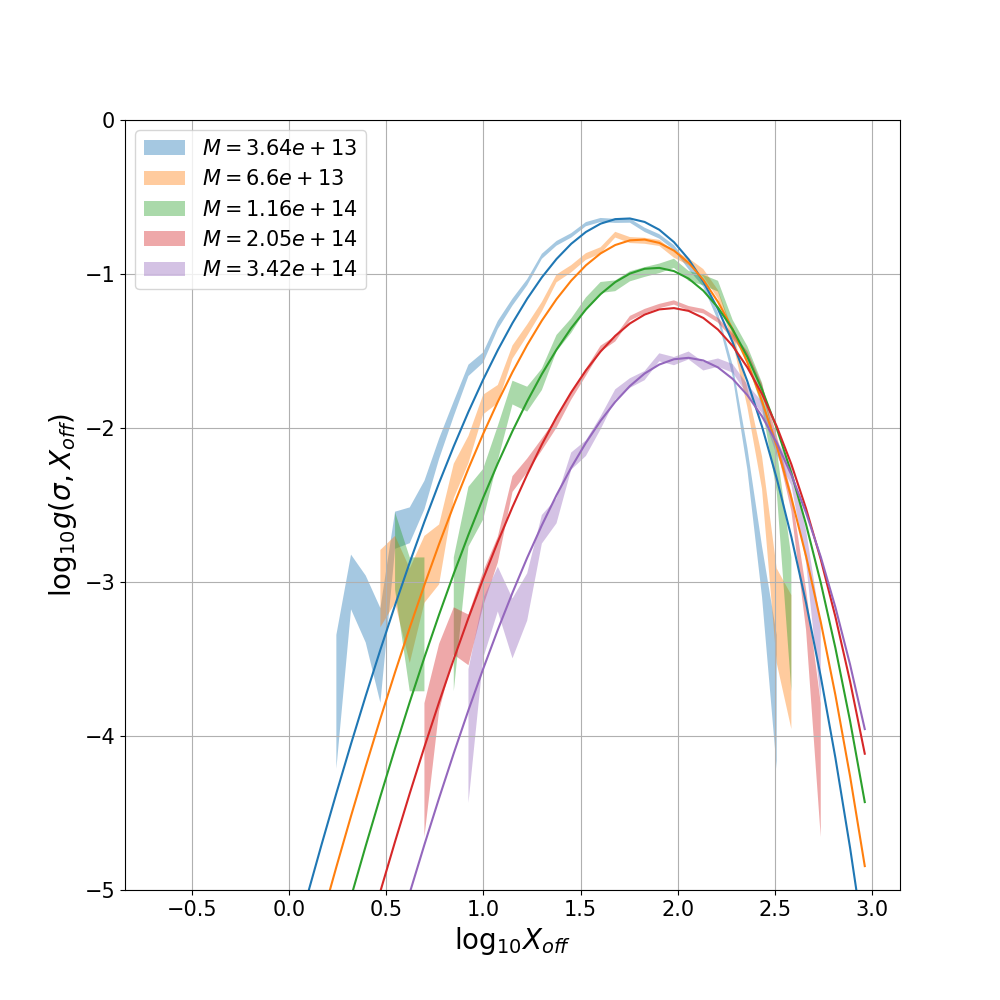 0
−1
−2
−3
−4
−5
log₁₀g(σ, X_off)
M = 3.64e + 13
M = 6.6e + 13
M = 1.16e + 14
M = 2.05e + 14
M = 3.42e + 14
−0.5 0.0 0.5 1.0 1.5 2.0 2.5 3.0
log₁₀X_off